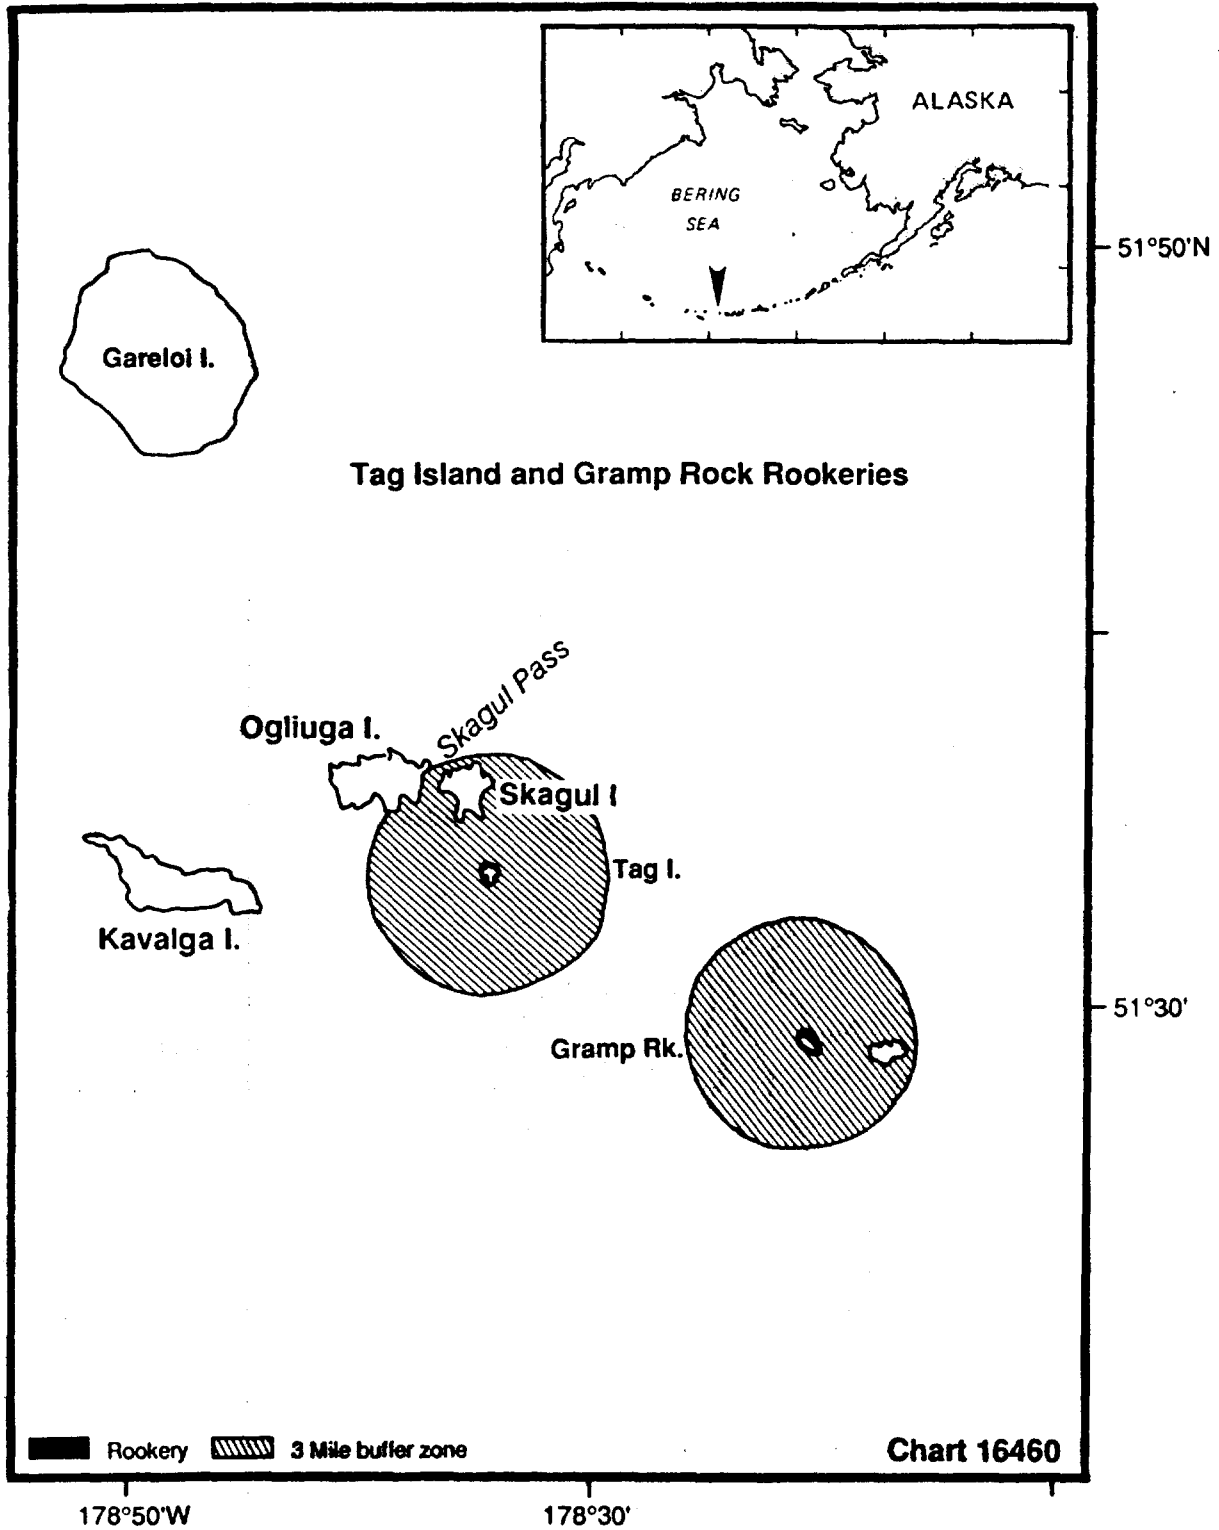 ALASKA
BERING
SEA
51°50'N
Gareloi I.
Tag Island and Gramp Rock Rookeries
Skagul Pass
Ogliuga I.
Skagul I
Tag I.
Kavalga I.
51°30'
Gramp Rk.
Rookery 3 Mile buffer zone Chart 16460
178°50'W 178°30'